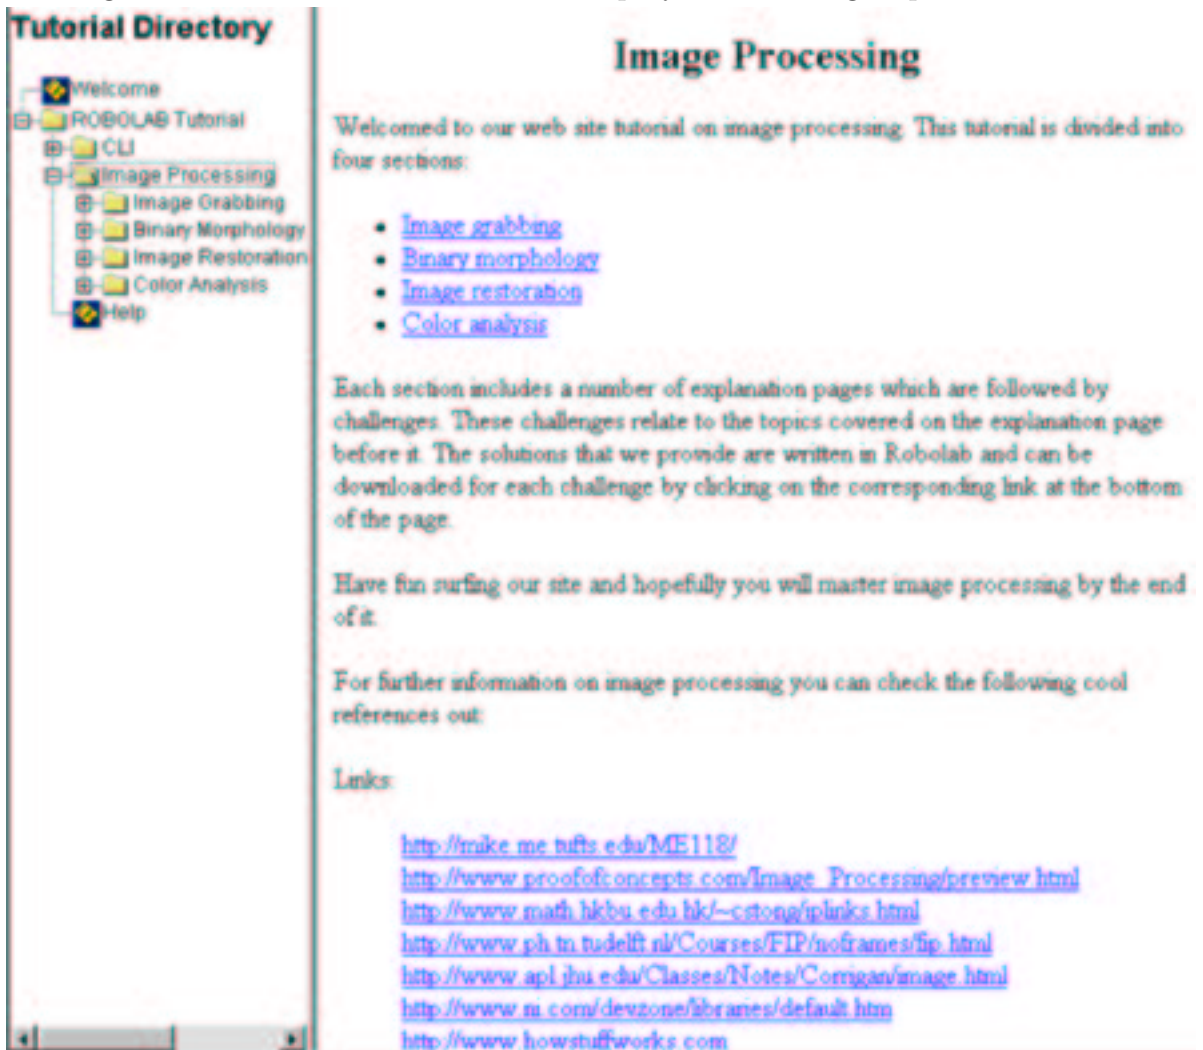 Tutorial Directory
Welcome
ROBOLAB Tutorial
CLI
Image Processing
Image Grabbing
Binary Morphology
Image Restoration
Color Analysis
Help
Image Processing
Welcomed to our web site tutorial on image processing. This tutorial is divided into
four sections:
Image grabbing
Binary morphology
Image restoration
Color analysis
Each section includes a number of explanation pages which are followed by
challenges. These challenges relate to the topics covered on the explanation page
before it. The solutions that we provide are written in Robolab and can be
downloaded for each challenge by clicking on the corresponding link at the bottom
of the page.
Have fun surfing our site and hopefully you will master image processing by the end
of it.
For further information on image processing you can check the following cool
references out:
Links:
http://mike.me.tufts.edu/ME118/
http://www.proofofconcepts.com/Image_Processing/preview.html
http://www.math.hkbu.edu.hk/~cstong/iplinks.html
http://www.ph.tn.tudelft.nl/Courses/FIP/noframes/fip.html
http://www.apl.jhu.edu/Classes/Notes/Corrigan/image.html
http://www.ni.com/devzone/libraries/default.htm
http://www.howstuffworks.com